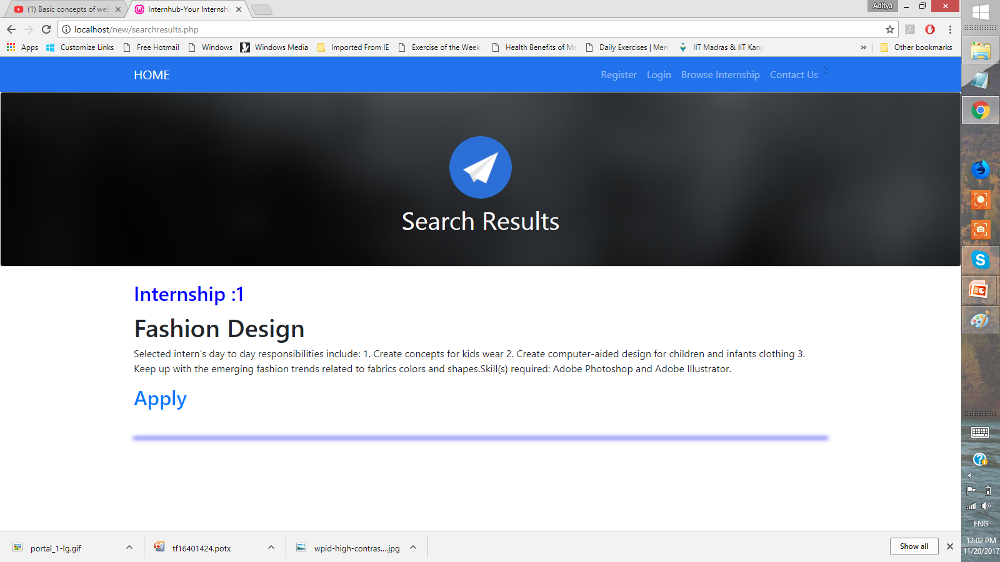 (1) Basic concepts of web
Internhub-Your Internshi
Aditya
localhost/new/searchresults.php
Apps
Customize Links
Free Hotmail
Windows
Windows Media
Imported From IE
Exercise of the Week
Health Benefits of Ma
Daily Exercises | Men
IIT Madras & IIT Kanp
»
Other bookmarks
HOME
Register
Login
Browse Internship
Contact Us
Search Results
Internship :1
Fashion Design
Selected intern's day to day responsibilities include: 1. Create concepts for kids wear 2. Create computer-aided design for children and infants clothing 3.
Keep up with the emerging fashion trends related to fabrics colors and shapes.Skill(s) required: Adobe Photoshop and Adobe Illustrator.
Apply
portal_1-lg.gif
tf16401424.potx
wpid-high-contras....jpg
Show all
ENG
12:02 PM
11/20/2017